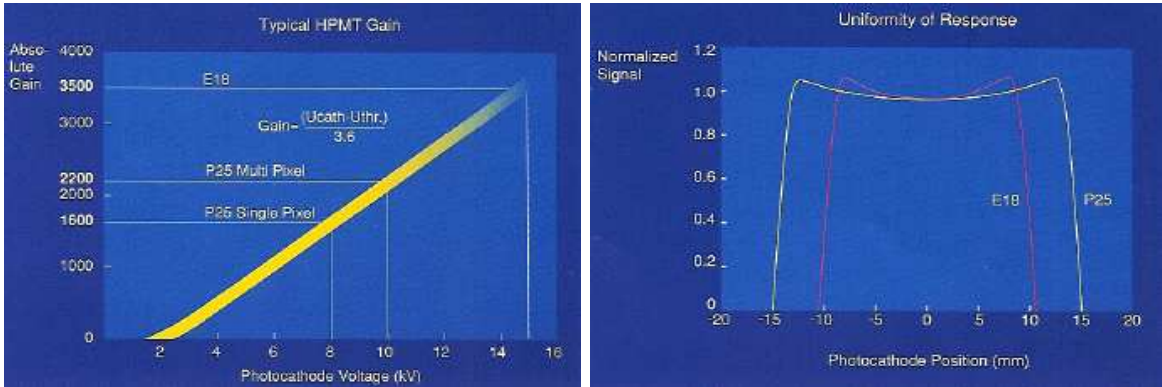 Typical HPMT Gain
Abso-
lute
Gain
4000
3500
3000
2200
2000
1600
1000
0
E18
Gain=(Ucath-Uthr.)
3.6
P25 Multi Pixel
P25 Single Pixel
2 4 6 8 10 12 14 16
Photocathode Voltage (kV)
Uniformity of Response
Normalized
Signal
1.2
1.0
0.8
0.6
0.4
0.2
0
E18
P25
-20 -15 -10 -5 0 5 10 15 20
Photocathode Position (mm)